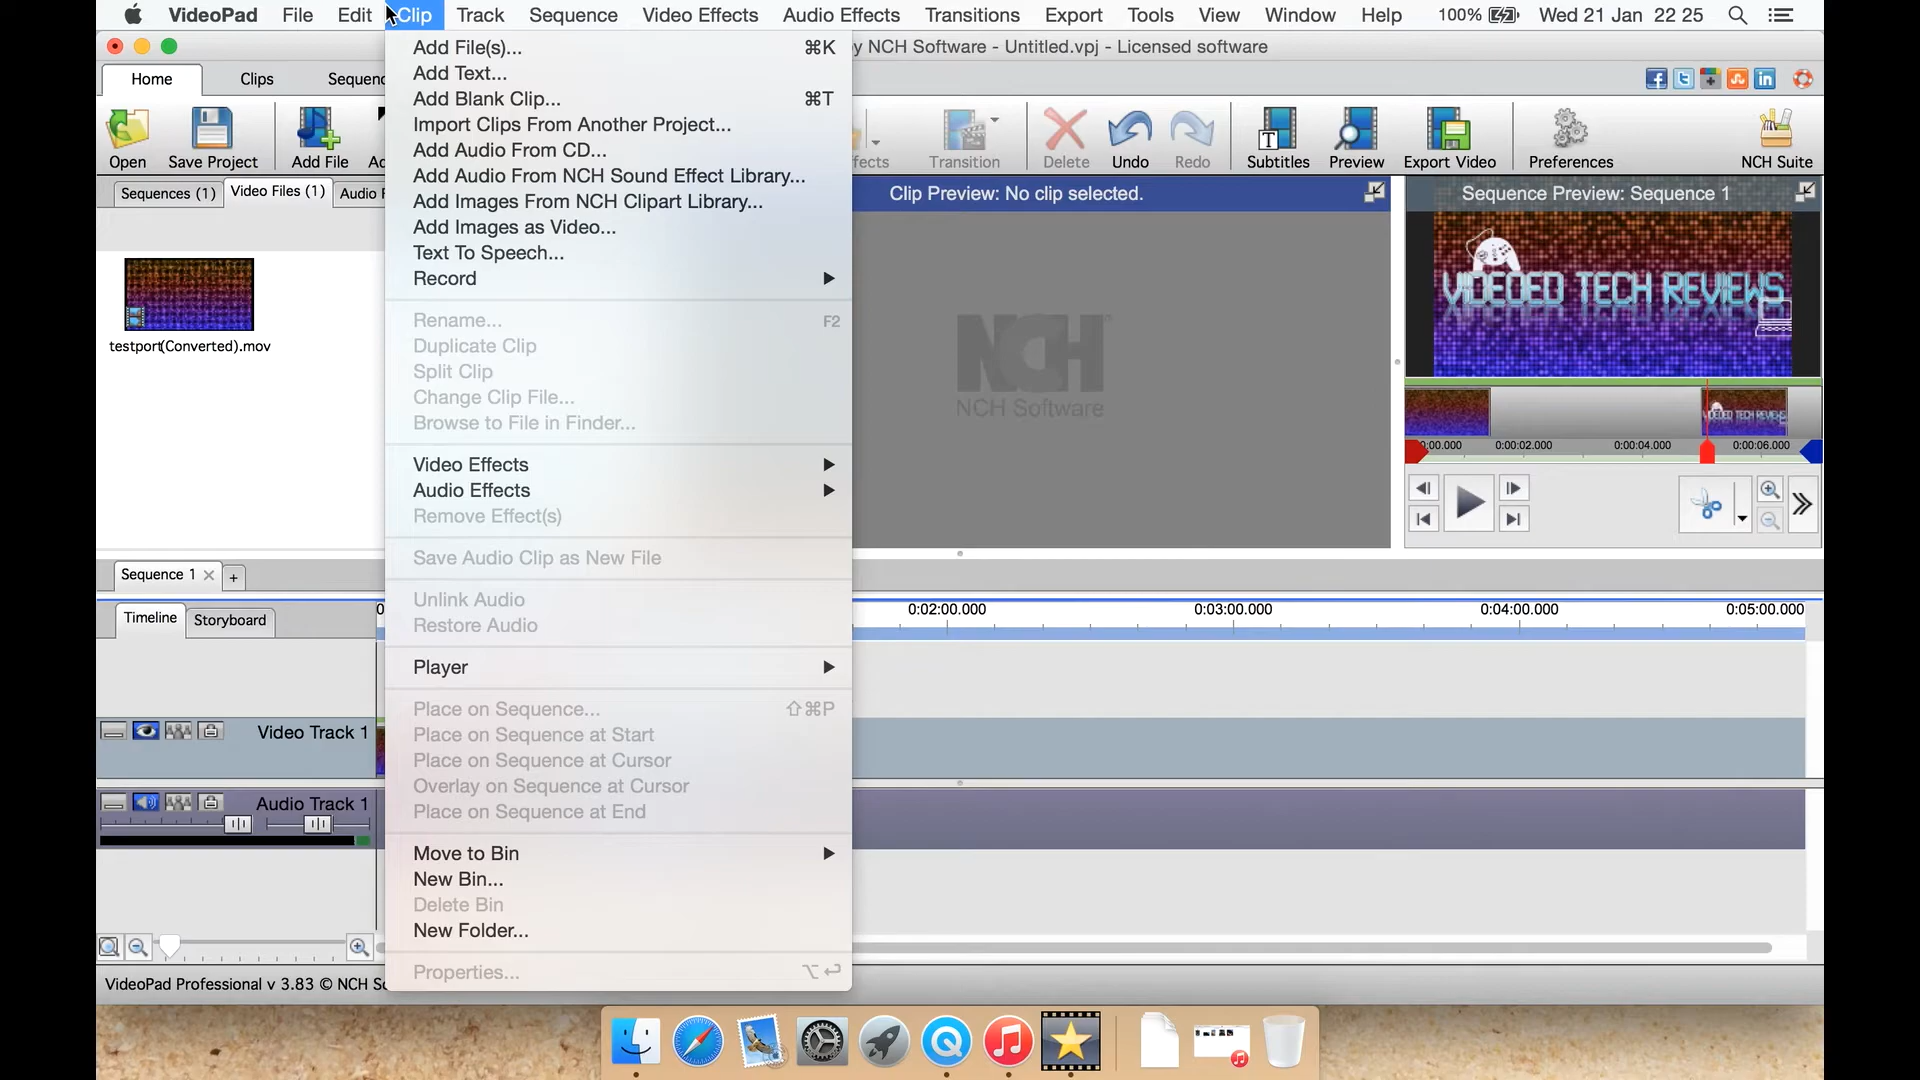 VideoPad File Edit Clip Track Sequence Video Effects Audio Effects Transitions Export Tools View Window Help 100% Wed 21 Jan 22 25
by NCH Software - Untitled.vpj - Licensed software
Home Clips
Open Save Project Add File Transition Delete Undo Redo Subtitles Preview Export Video Preferences NCH Suite
Sequences (1) Video Files (1) Audio
Clip Preview: No clip selected.
Sequence Preview: Sequence 1
Add File(s)... ⌘K
Add Text...
Add Blank Clip... ⌘T
Import Clips From Another Project...
Add Audio From CD...
Add Audio From NCH Sound Effect Library...
Add Images From NCH Clipart Library...
Add Images as Video...
Text To Speech...
Record
Rename... F2
Duplicate Clip
Split Clip
Change Clip File...
Browse to File in Finder...
Video Effects
Audio Effects
Remove Effect(s)
Save Audio Clip as New File
Unlink Audio
Restore Audio
Player
Place on Sequence... ⇧⌘P
Place on Sequence at Start
Place on Sequence at Cursor
Overlay on Sequence at Cursor
Place on Sequence at End
Move to Bin
New Bin...
Delete Bin
New Folder...
Properties... ⌥↩
testport(Converted).mov
NCH
NCH Software
VIDEOED TECH REVIEWS
0:00:02.000 0:00:04.000 0:00:06.000
Sequence 1
Timeline Storyboard
0:02:00.000 0:03:00.000 0:04:00.000 0:05:00.000
Video Track 1
Audio Track 1
VideoPad Professional v 3.83 © NCH